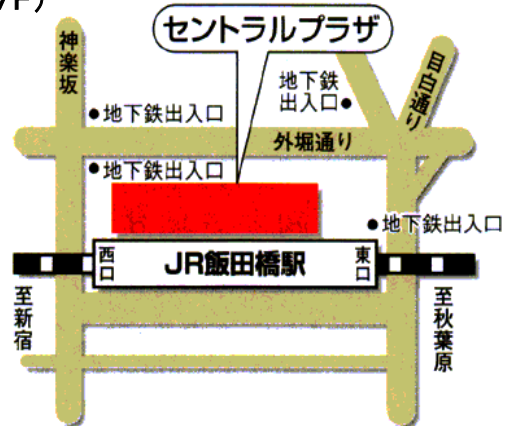 /F)
セントラルプラザ
神楽坂
地下鉄
出入口●
目白通り
●地下鉄出入口
外堀通り
●地下鉄出入口
●地下鉄出入口
西口
JR飯田橋駅
東口
至新宿
至秋葉原